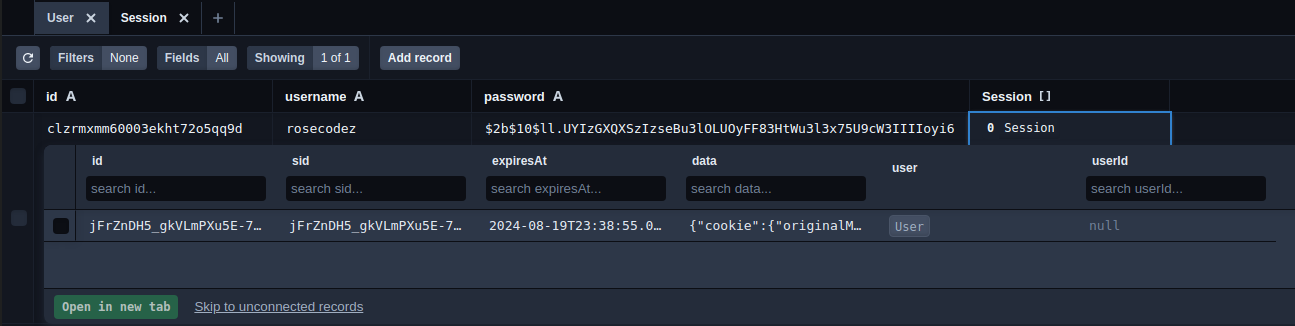 User × Session × +
Filters None Fields All Showing 1 of 1 Add record
id A username A password A Session []
clzrmxmm60003ekht72o5qq9d rosecodez $2b$10$ll.UYIzGXQXSzIzseBu3lOLUOyFF83HtWu3l3x75U9cW3IIIIoyi6 0 Session
id sid expiresAt data user userId
search id... search sid... search expiresAt... search data... search userId...
jFrZnDH5_gkVLmPXu5E-7… jFrZnDH5_gkVLmPXu5E-7… 2024-08-19T23:38:55.0… {"cookie":{"originalM… User null
Open in new tab Skip to unconnected records